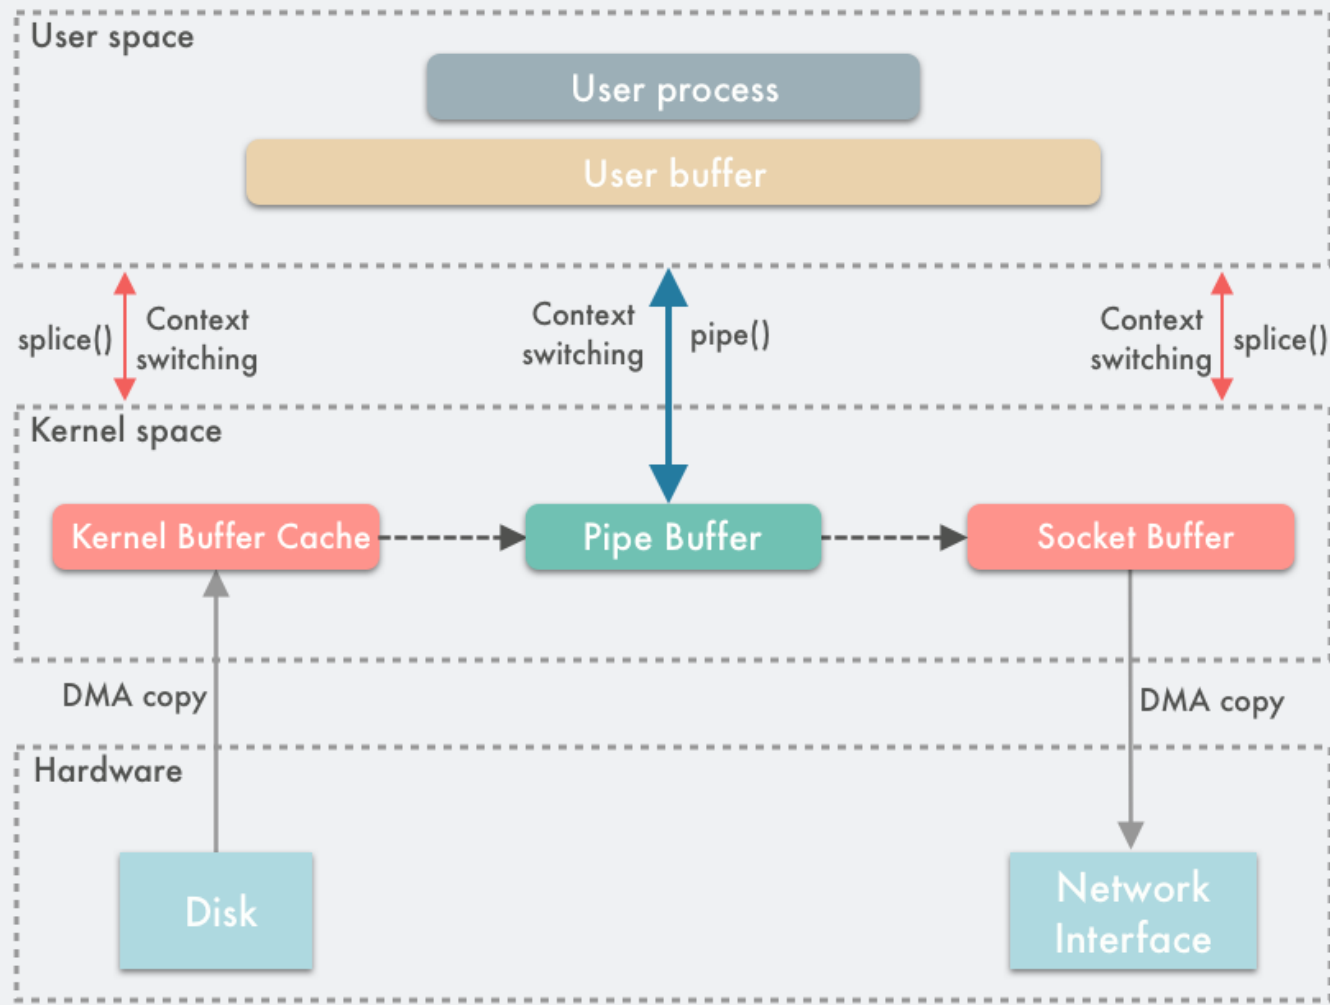 User space
User process
User buffer
splice()
Context
switching
Context
switching
pipe()
Context
switching
splice()
Kernel space
Kernel Buffer Cache
Pipe Buffer
Socket Buffer
DMA copy
DMA copy
Hardware
Disk
Network
Interface